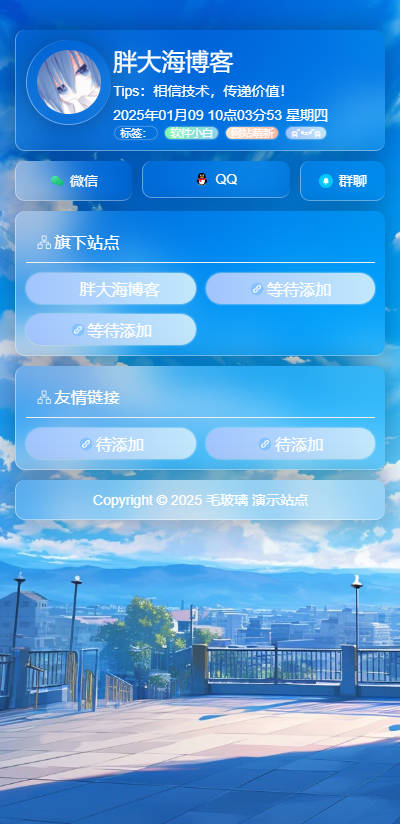 胖大海博客
Tips：相信技术，传递价值！
2025年01月09 10点03分53 星期四
标签： 软件小白 网站萌新
微信 QQ 群聊
旗下站点
胖大海博客 等待添加
等待添加
友情链接
待添加 待添加
Copyright © 2025 毛玻璃 演示站点